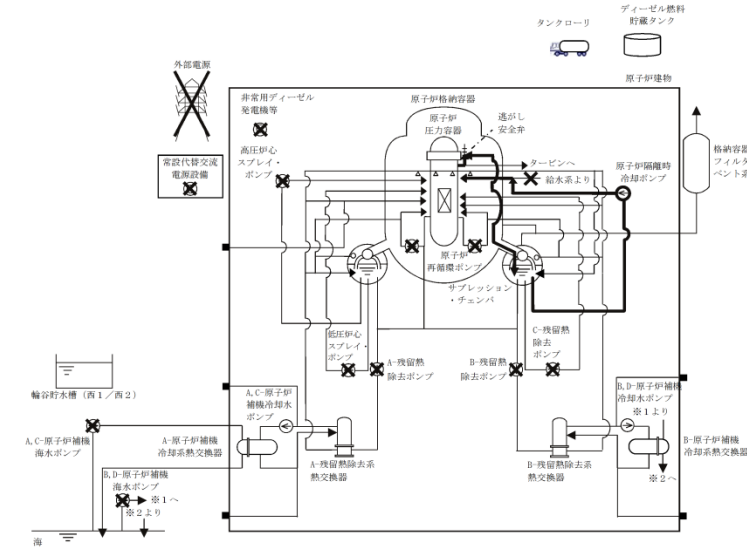 ディーゼル燃料
貯蔵タンク
タンクローリ
外部電源
原子炉建物
非常用ディーゼル
発電機等
原子炉格納容器
原子炉
圧力容器
逃がし
安全弁
高圧炉心
スプレイ・
ポンプ
常設代替交流
電源設備
タービンへ
給水系より
原子炉隔離時
冷却ポンプ
格納容器
フィルタ
ベント系
原子炉
再循環ポンプ
サプレッション
・チェンバ
低圧炉心
スプレイ・
ポンプ
A-残留熱
除去ポンプ
B-残留熱
除去ポンプ
C-残留熱
除去
ポンプ
輪谷貯水槽（西1／西2）
A,C-原子炉
補機冷却水
ポンプ
B,D-原子炉補機
冷却水ポンプ
※1より
A,C-原子炉補機
海水ポンプ
A-原子炉補機
冷却系熱交換器
B-原子炉補機
冷却系熱交換器
A-残留熱除去系
熱交換器
B-残留熱除去系
熱交換器
B,D-原子炉補機
海水ポンプ
※1へ
※2より
※2へ
海